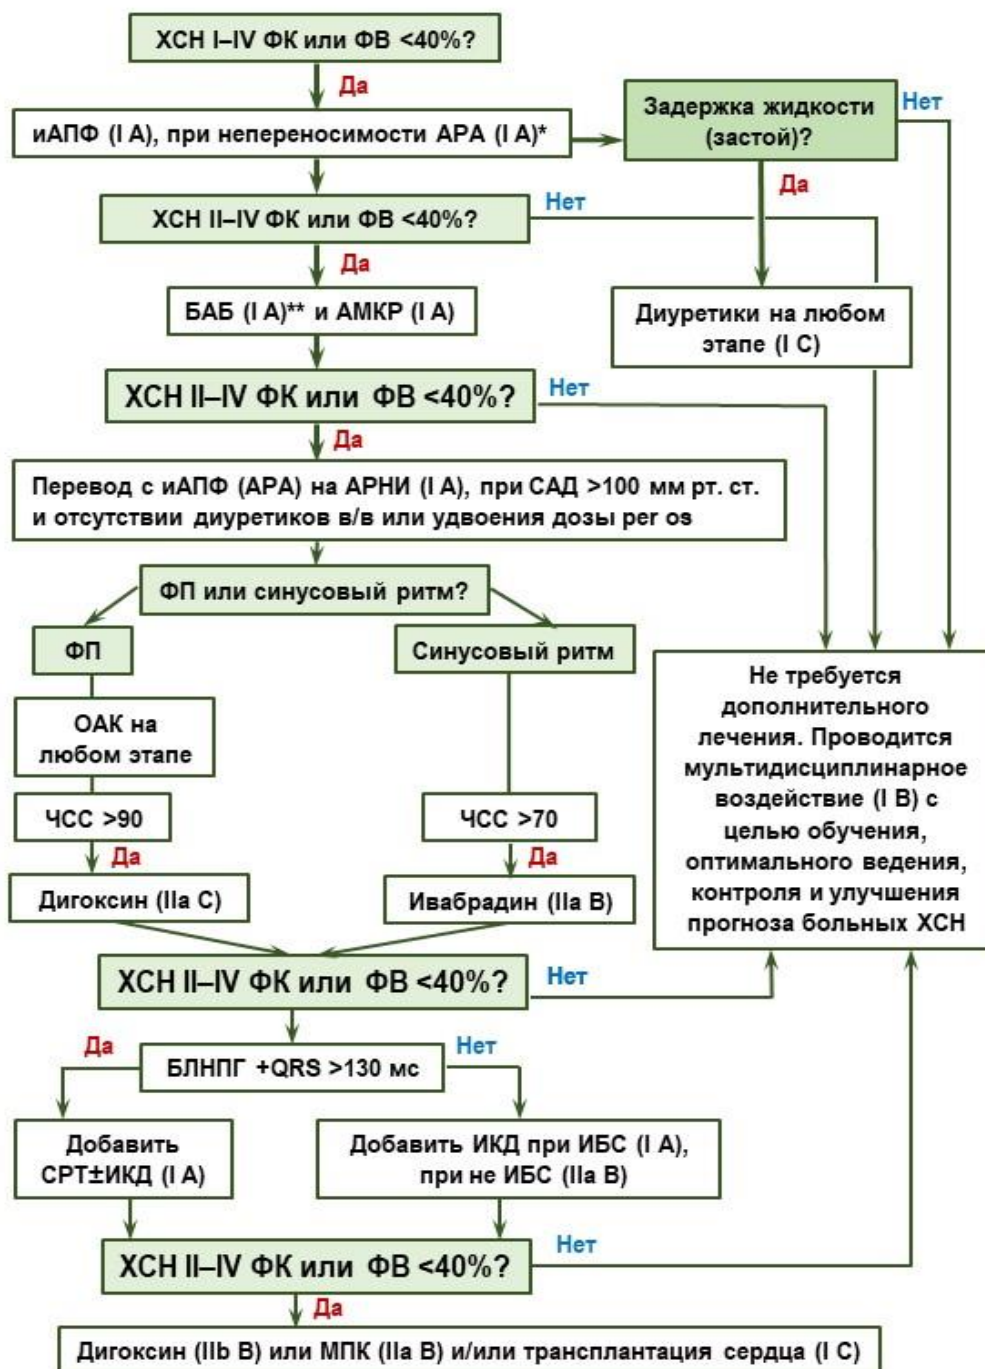 ХСН I–IV ФК или ФВ <40%?
Да
иАПФ (I A), при непереносимости АРА (I A)*
Задержка жидкости
(застой)?
Нет
Да
Диуретики на любом
этапе (I C)
ХСН II–IV ФК или ФВ <40%?
Нет
Да
БАБ (I A)** и АМКР (I A)
ХСН II–IV ФК или ФВ <40%?
Нет
Да
Перевод с иАПФ (АРА) на АРНИ (I A), при САД >100 мм рт. ст.
и отсутствии диуретиков в/в или удвоения дозы per os
ФП или синусовый ритм?
ФП
Синусовый ритм
ОАК на
любом этапе
ЧСС >90
Да
Дигоксин (IIa C)
ЧСС >70
Да
Ивабрадин (IIa B)
Не требуется
дополнительного
лечения. Проводится
мультидисциплинарное
воздействие (I B) с
целью обучения,
оптимального ведения,
контроля и улучшения
прогноза больных ХСН
ХСН II–IV ФК или ФВ <40%?
Нет
Да
БЛНПГ +QRS >130 мс
Нет
Добавить
СРТ±ИКД (I A)
Добавить ИКД при ИБС (I A),
при не ИБС (IIa B)
ХСН II–IV ФК или ФВ <40%?
Нет
Да
Дигоксин (IIb B) или МПК (IIa B) и/или трансплантация сердца (I C)